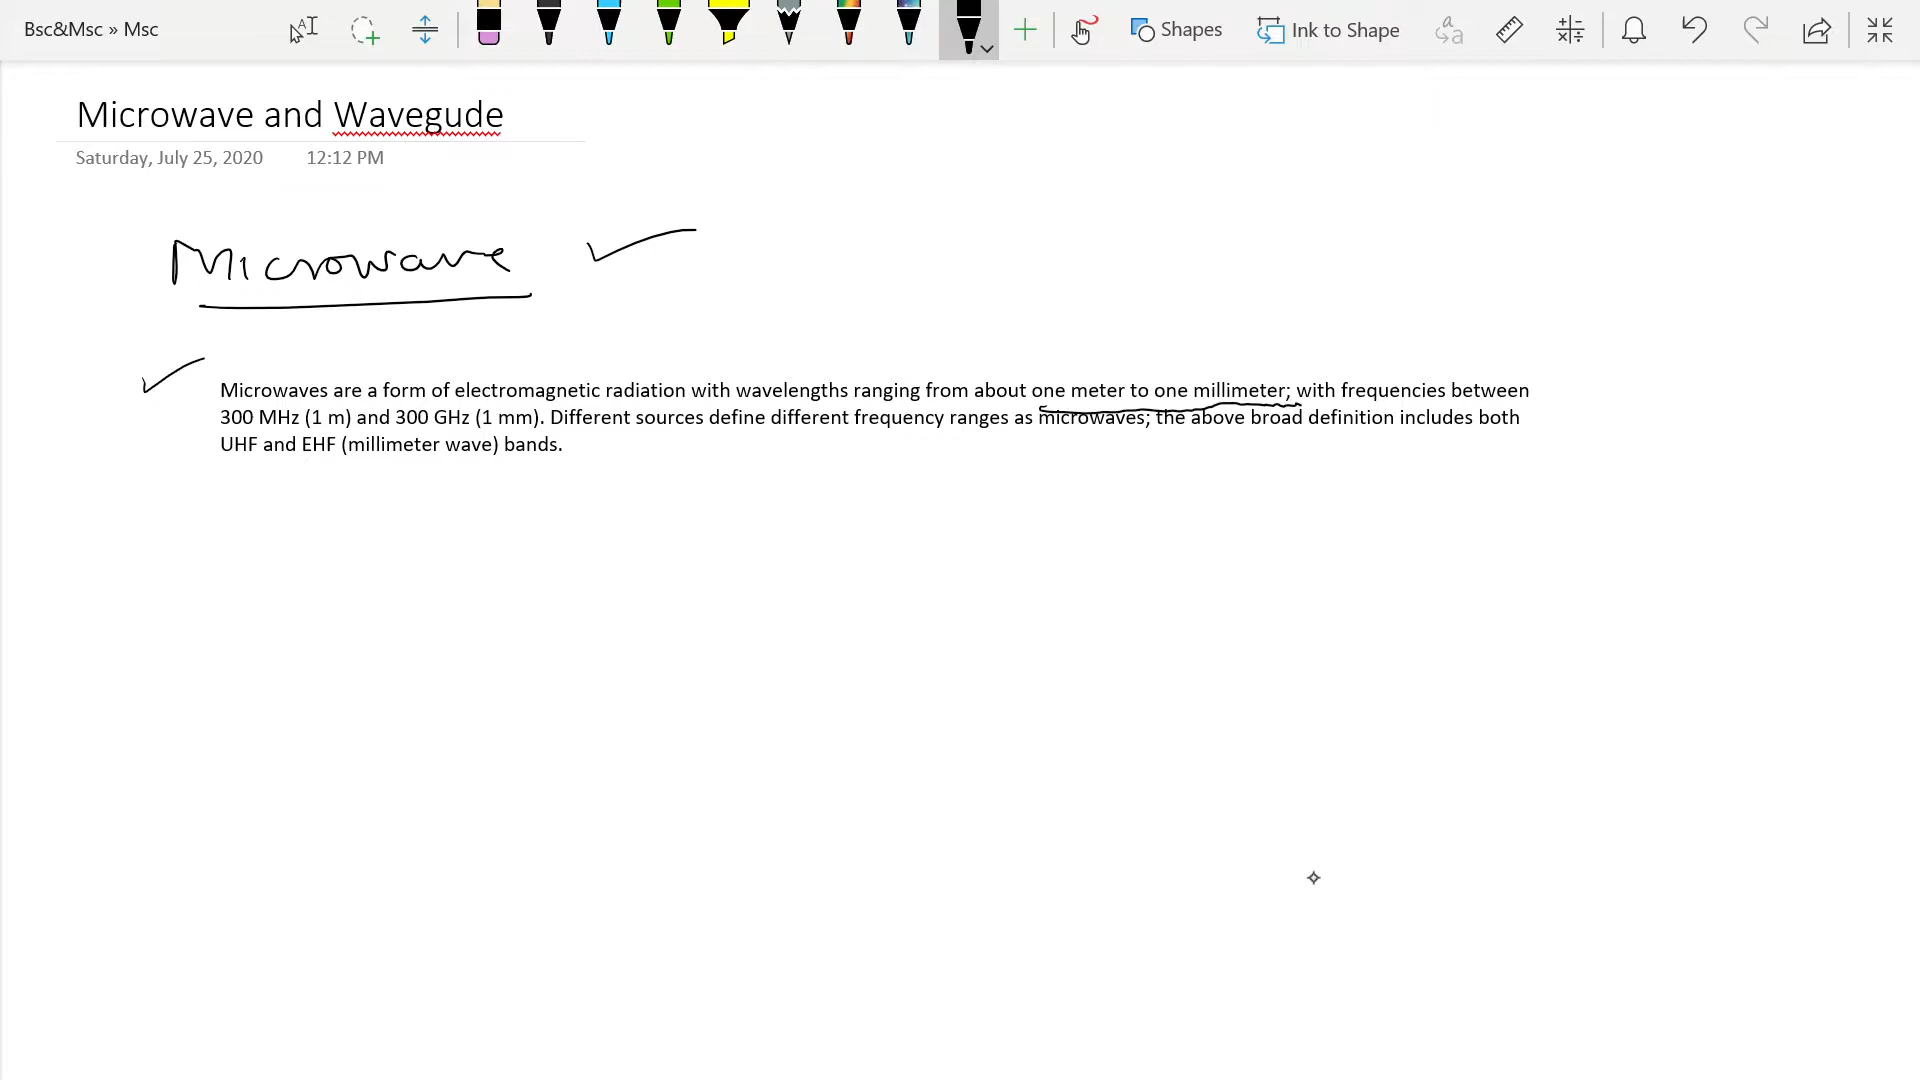 Bsc&Msc » Msc
Shapes
Ink to Shape
Microwave and Wavegude
Saturday, July 25, 2020 12:12 PM
Microwave
Microwaves are a form of electromagnetic radiation with wavelengths ranging from about one meter to one millimeter; with frequencies between
300 MHz (1 m) and 300 GHz (1 mm). Different sources define different frequency ranges as microwaves; the above broad definition includes both
UHF and EHF (millimeter wave) bands.